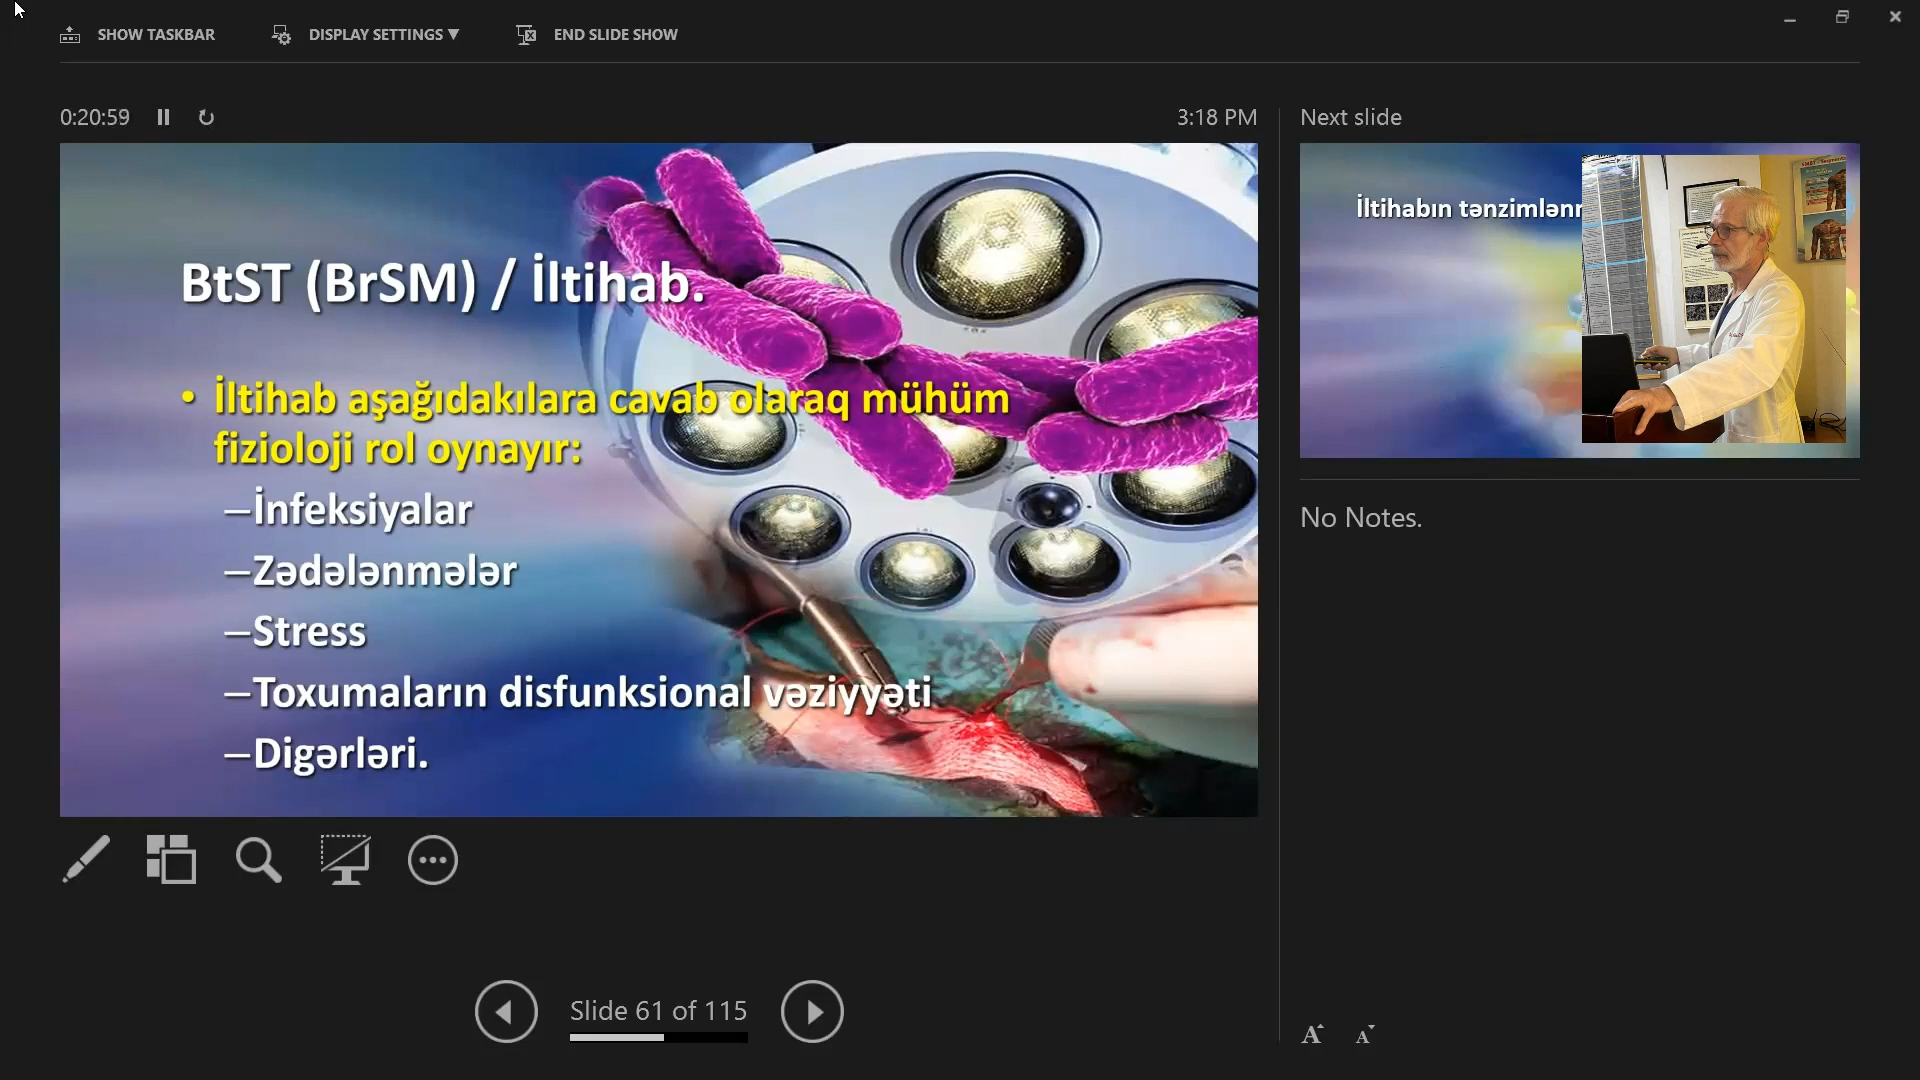 SHOW TASKBAR
DISPLAY SETTINGS ▼
END SLIDE SHOW
0:20:59
3:18 PM
BtST (BrSM) / İltihab.
• İltihab aşağıdakılara cavab olaraq mühüm
fizioloji rol oynayır:
–İnfeksiyalar
–Zədələnmələr
–Stress
–Toxumaların disfunksional vəziyyəti
–Digərləri.
Slide 61 of 115
Next slide
İltihabın
No Notes.